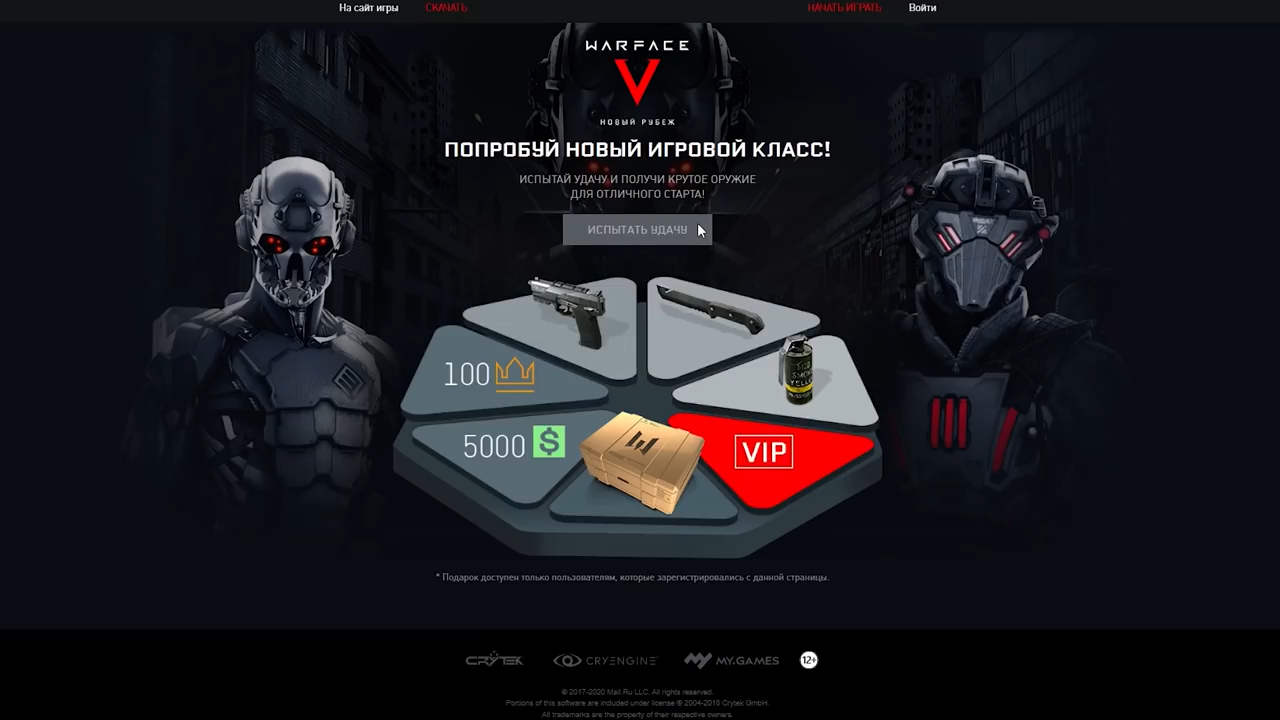 На сайт игры
СКАЧАТЬ
НАЧАТЬ ИГРАТЬ
Войти
WARFACE
НОВЫЙ РУБЕЖ
ПОПРОБУЙ НОВЫЙ ИГРОВОЙ КЛАСС!
ИСПЫТАЙ УДАЧУ И ПОЛУЧИ КРУТОЕ ОРУЖИЕ
ДЛЯ ОТЛИЧНОГО СТАРТА!
ИСПЫТАТЬ УДАЧУ
SMOKE
YELLO
100
5000 $
W
VIP
* Подарок доступен только пользователям, которые зарегистрировались с данной страницы.
CRYTEK
CRYENGINE
MY.GAMES
12+
© 2017-2020 Mail.Ru LLC. All rights reserved.
Portions of this software are included under license © 2004-2018 Crytek GmbH.
All trademarks are the property of their respective owners.